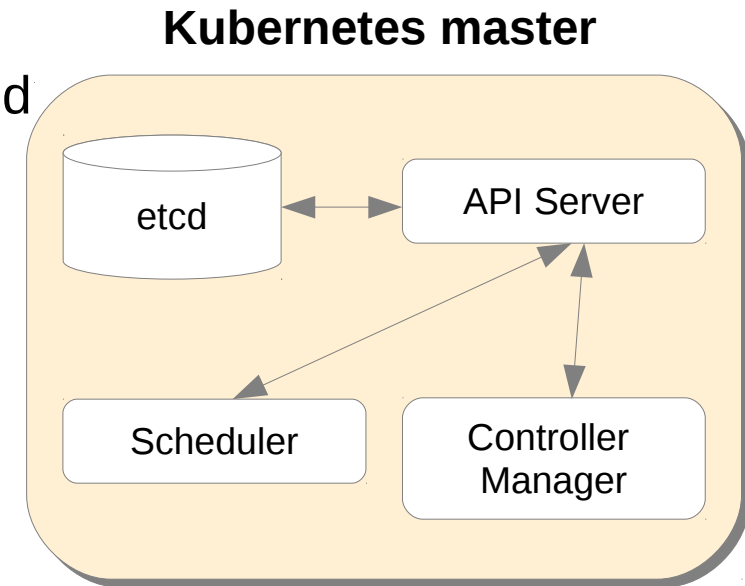 Kubernetes master
d
etcd
API Server
Scheduler
Controller
Manager